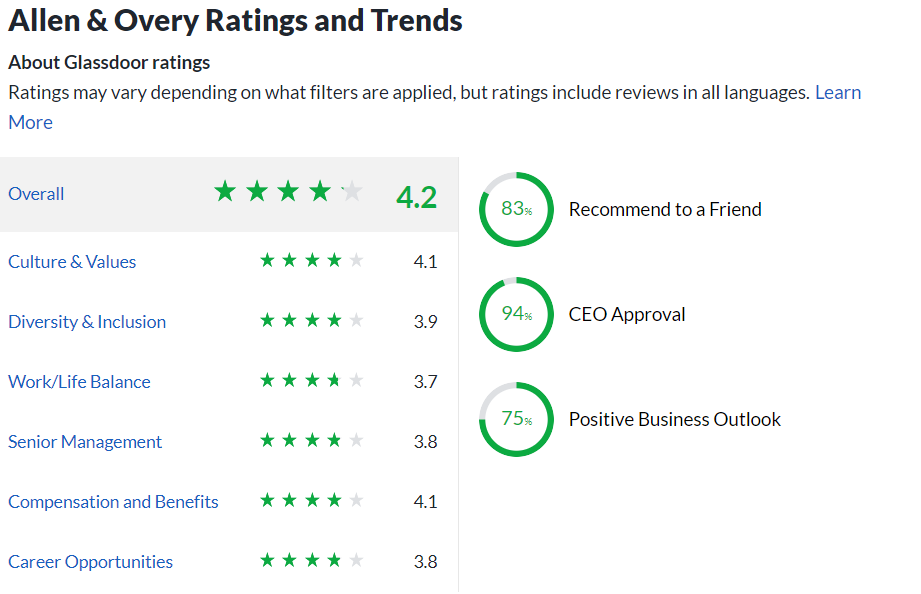 Allen & Overy Ratings and Trends
About Glassdoor ratings
Ratings may vary depending on what filters are applied, but ratings include reviews in all languages. Learn
More
Overall 4.2
Culture & Values 4.1
Diversity & Inclusion 3.9
Work/Life Balance 3.7
Senior Management 3.8
Compensation and Benefits 4.1
Career Opportunities 3.8
83% Recommend to a Friend
94% CEO Approval
75% Positive Business Outlook